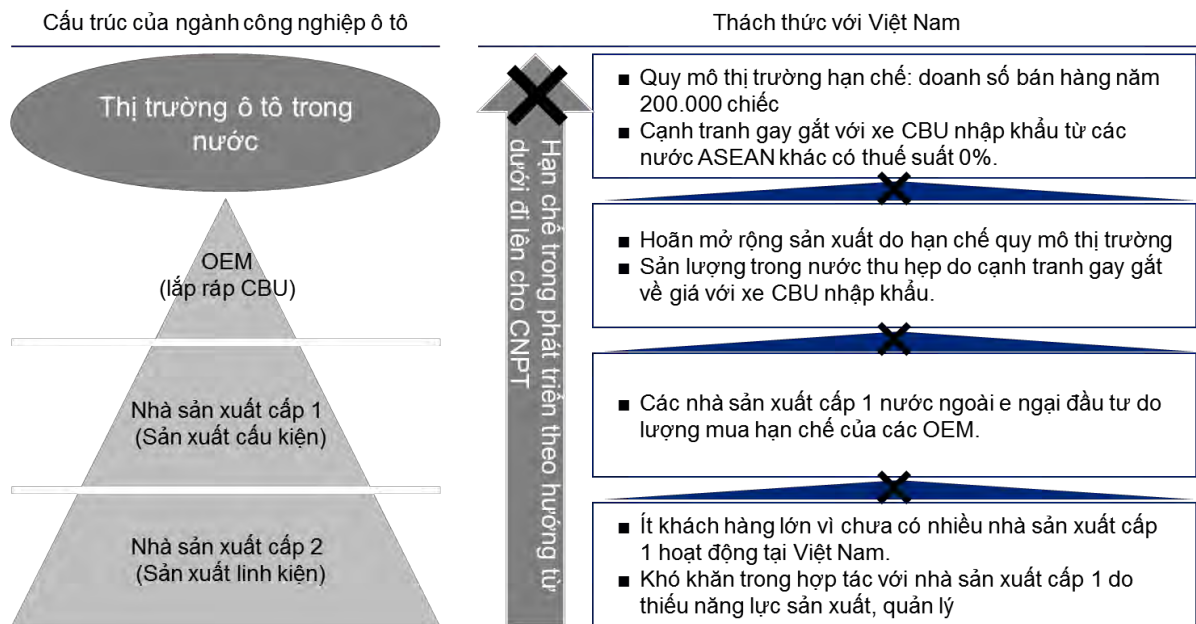 Cấu trúc của ngành công nghiệp ô tô
Thị trường ô tô trong
nước
OEM
(lắp ráp CBU)
Nhà sản xuất cấp 1
(Sản xuất cấu kiện)
Nhà sản xuất cấp 2
(Sản xuất linh kiện)
Thách thức với Việt Nam
Hạn chế trong phát triển theo hướng từ
dưới đi lên cho CNPT
■ Quy mô thị trường hạn chế: doanh số bán hàng năm
200.000 chiếc
■ Cạnh tranh gay gắt với xe CBU nhập khẩu từ các
nước ASEAN khác có thuế suất 0%.
■ Hoãn mở rộng sản xuất do hạn chế quy mô thị trường
■ Sản lượng trong nước thu hẹp do cạnh tranh gay gắt
về giá với xe CBU nhập khẩu.
■ Các nhà sản xuất cấp 1 nước ngoài e ngại đầu tư do
lượng mua hạn chế của các OEM.
■ Ít khách hàng lớn vì chưa có nhiều nhà sản xuất cấp
1 hoạt động tại Việt Nam.
■ Khó khăn trong hợp tác với nhà sản xuất cấp 1 do
thiếu năng lực sản xuất, quản lý